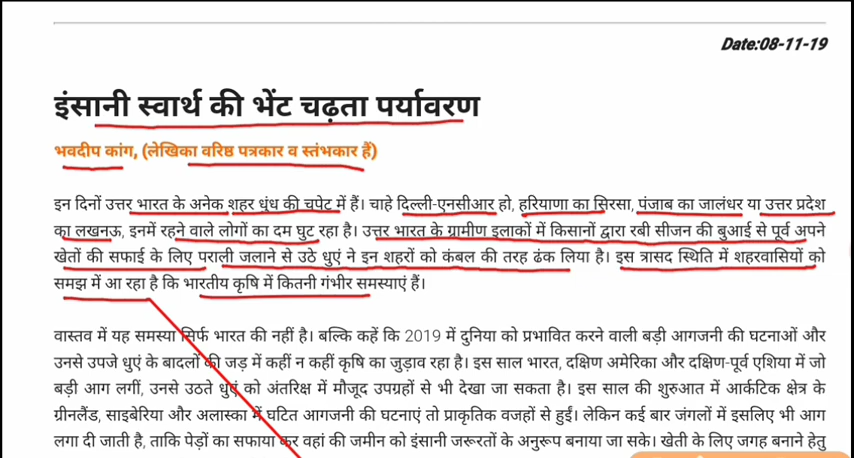 Date:08-11-19
इंसानी स्वार्थ की भेंट चढ़ता पर्यावरण
भवदीप कांग, (लेखिका वरिष्ठ पत्रकार व स्तंभकार हैं)
इन दिनों उत्तर भारत के अनेक शहर धुंध की चपेट में हैं। चाहे दिल्ली-एनसीआर हो, हरियाणा का सिरसा, पंजाब का जालंधर या उत्तर प्रदेश
का लखनऊ, इनमें रहने वाले लोगों का दम घुट रहा है। उत्तर भारत के ग्रामीण इलाकों में किसानों द्वारा रबी सीजन की बुआई से पूर्व अपने
खेतों की सफाई के लिए पराली जलाने से उठे धुएं ने इन शहरों को कंबल की तरह ढंक लिया है। इस त्रासद स्थिति में शहरवासियों को
समझ में आ रहा है कि भारतीय कृषि में कितनी गंभीर समस्याएं हैं।
वास्तव में यह समस्या सिर्फ भारत की नहीं है। बल्कि कहें कि 2019 में दुनिया को प्रभावित करने वाली बड़ी आगजनी की घटनाओं और
उनसे उपजे धुएं के बादलों की जड़ में कहीं न कहीं कृषि का जुड़ाव रहा है। इस साल भारत, दक्षिण अमेरिका और दक्षिण-पूर्व एशिया में जो
बड़ी आग लगीं, उनसे उठते धुएं को अंतरिक्ष में मौजूद उपग्रहों से भी देखा जा सकता है। इस साल की शुरुआत में आर्कटिक क्षेत्र के
ग्रीनलैंड, साइबेरिया और अलास्का में घटित आगजनी की घटनाएं तो प्राकृतिक वजहों से हुईं। लेकिन कई बार जंगलों में इसलिए भी आग
लगा दी जाती है, ताकि पेड़ों का सफाया कर वहां की जमीन को इंसानी जरूरतों के अनुरूप बनाया जा सके। खेती के लिए जगह बनाने हेतु